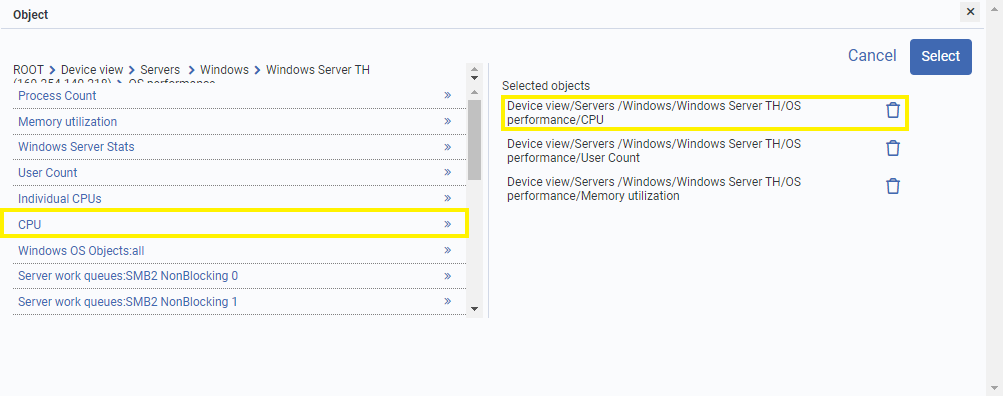 Object
Cancel
Select
ROOT Device view Servers Windows Windows Server TH
OS performance
Process Count
Memory utilization
Windows Server Stats
User Count
Individual CPUs
CPU
Windows OS Objects:all
Server work queues:SMB2 NonBlocking 0
Server work queues:SMB2 NonBlocking 1
Selected objects
Device view/Servers /Windows/Windows Server TH/OS
performance/CPU
Device view/Servers /Windows/Windows Server TH/OS
performance/User Count
Device view/Servers /Windows/Windows Server TH/OS
performance/Memory utilization